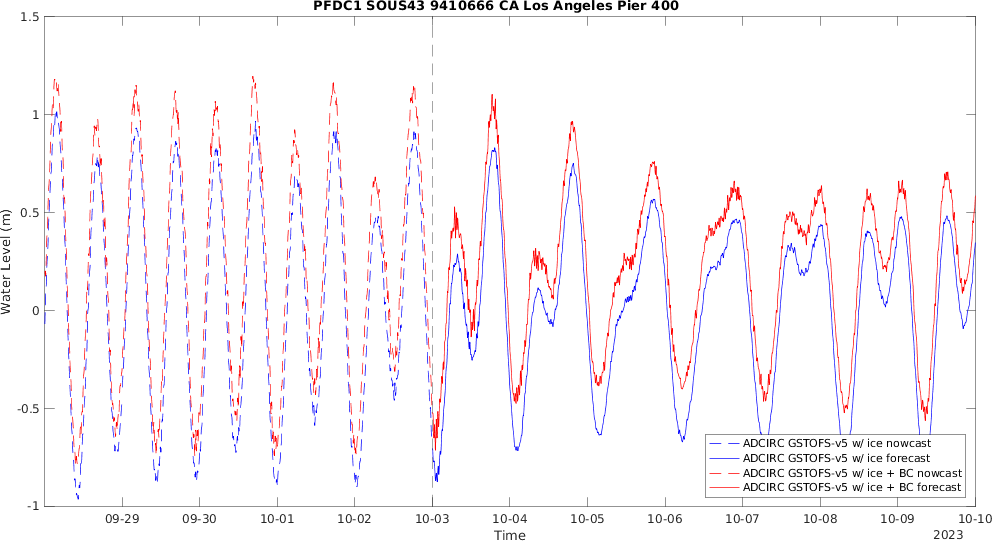 PFDC1 SOUS43 9410666 CA Los Angeles Pier 400
1.5
1
0.5
0
-0.5
-1
Water Level (m)
09-29
09-30
10-01
10-02
10-03
10-04
10-05
10-06
10-07
10-08
10-09
10-10
Time
2023
ADCIRC GSTOFS-v5 w/ ice nowcast
ADCIRC GSTOFS-v5 w/ ice forecast
ADCIRC GSTOFS-v5 w/ ice + BC nowcast
ADCIRC GSTOFS-v5 w/ ice + BC forecast